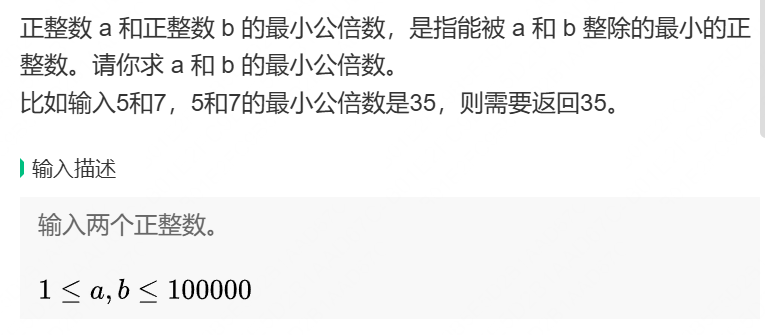 正整数 a 和正整数 b 的最小公倍数，是指能被 a 和 b 整除的最小的正
整数。请你求 a 和 b 的最小公倍数。
比如输入5和7，5和7的最小公倍数是35，则需要返回35。
输入描述
输入两个正整数。
1 ≤ a, b ≤ 100000